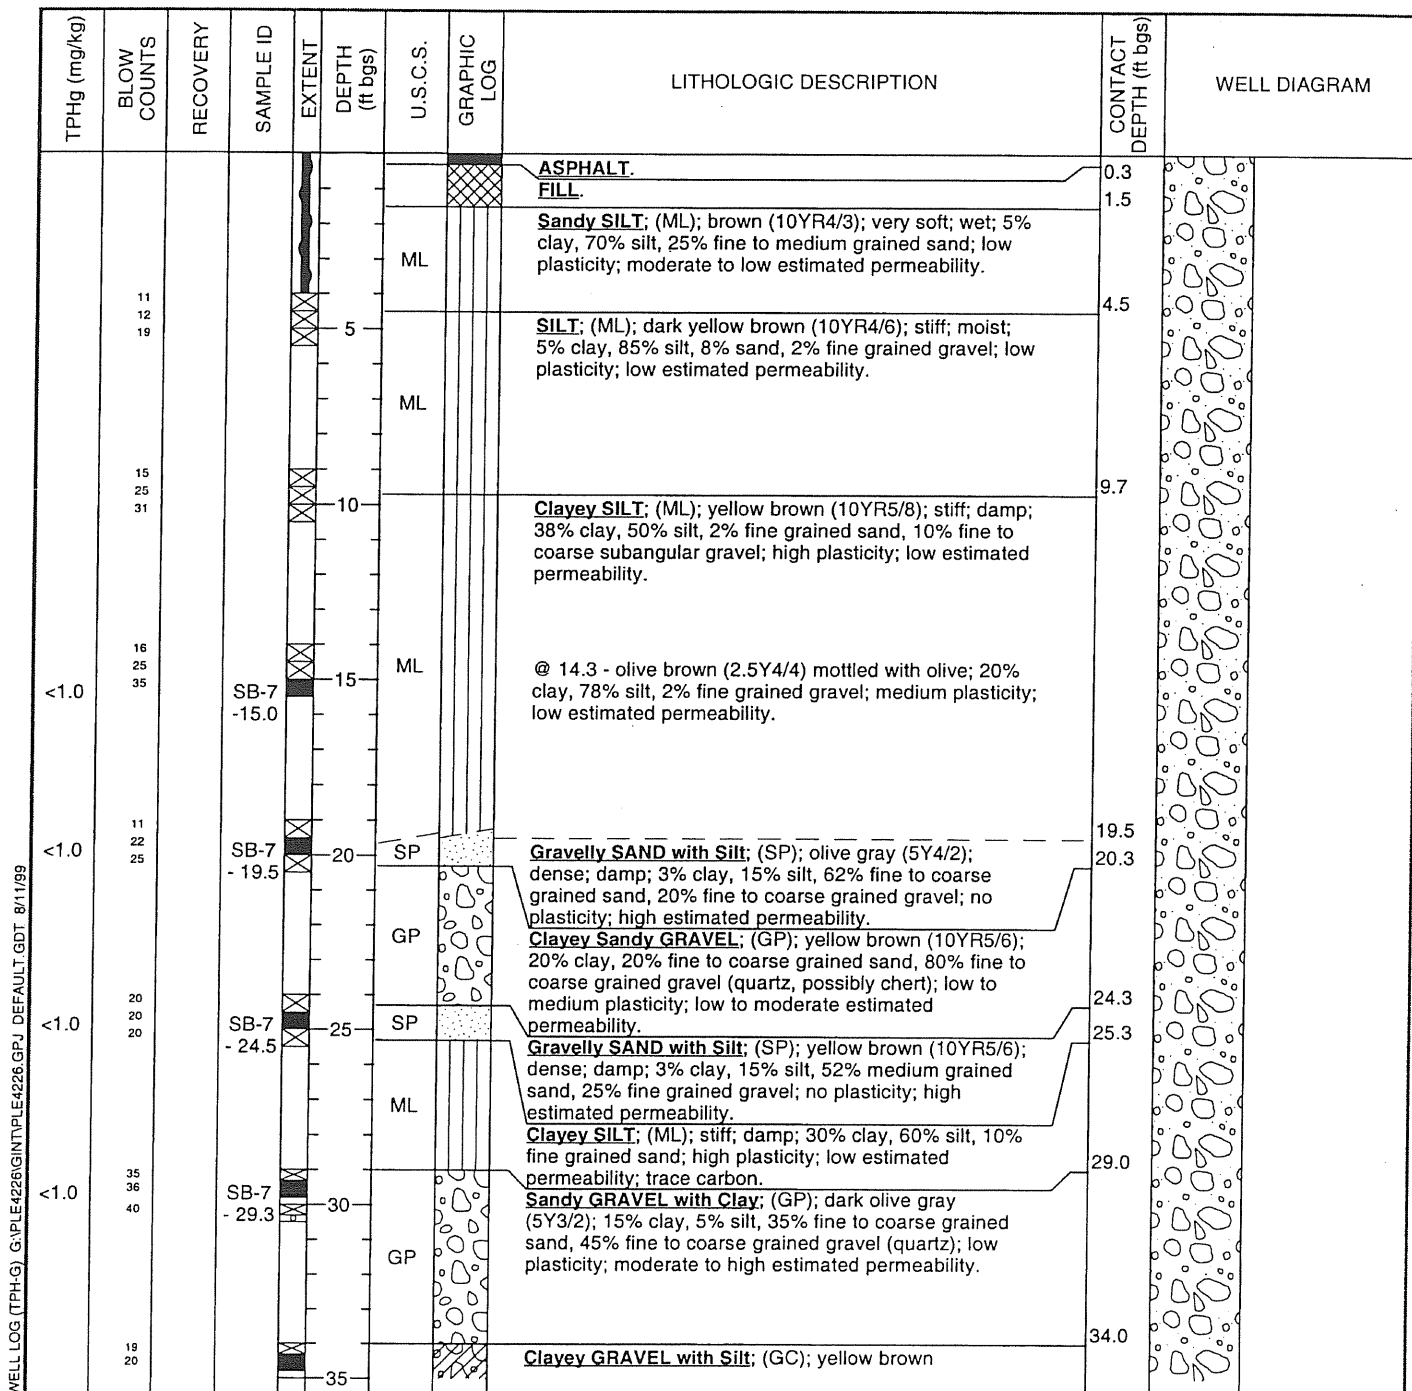 TPHg (mg/kg)
BLOW
COUNTS
RECOVERY
SAMPLE ID
EXTENT
DEPTH
(ft bgs)
U.S.C.S.
GRAPHIC
LOG
LITHOLOGIC DESCRIPTION
CONTACT
DEPTH (ft bgs)
WELL DIAGRAM
ASPHALT.
0.3
FILL.
1.5
Sandy SILT; (ML); brown (10YR4/3); very soft; wet; 5%
clay, 70% silt, 25% fine to medium grained sand; low
plasticity; moderate to low estimated permeability.
ML
11
12
19
5
4.5
SILT; (ML); dark yellow brown (10YR4/6); stiff; moist;
5% clay, 85% silt, 8% sand, 2% fine grained gravel; low
plasticity; low estimated permeability.
ML
15
25
31
10
9.7
Clayey SILT; (ML); yellow brown (10YR5/8); stiff; damp;
38% clay, 50% silt, 2% fine grained sand, 10% fine to
coarse subangular gravel; high plasticity; low estimated
permeability.
16
25
35
<1.0
SB-7
-15.0
15
ML
@ 14.3 - olive brown (2.5Y4/4) mottled with olive; 20%
clay, 78% silt, 2% fine grained gravel; medium plasticity;
low estimated permeability.
11
22
25
<1.0
SB-7
- 19.5
20
19.5
SP
20.3
Gravelly SAND with Silt; (SP); olive gray (5Y4/2);
dense; damp; 3% clay, 15% silt, 62% fine to coarse
grained sand, 20% fine to coarse grained gravel; no
plasticity; high estimated permeability.
GP
Clayey Sandy GRAVEL; (GP); yellow brown (10YR5/6);
20% clay, 20% fine to coarse grained sand, 80% fine to
coarse grained gravel (quartz, possibly chert); low to
medium plasticity; low to moderate estimated
permeability.
20
20
20
<1.0
SB-7
- 24.5
25
24.3
SP
25.3
Gravelly SAND with Silt; (SP); yellow brown (10YR5/6);
dense; damp; 3% clay, 15% silt, 52% medium grained
sand, 25% fine grained gravel; no plasticity; high
estimated permeability.
ML
Clayey SILT; (ML); stiff; damp; 30% clay, 60% silt, 10%
fine grained sand; high plasticity; low estimated
permeability; trace carbon.
29.0
35
36
40
<1.0
SB-7
- 29.3
30
Sandy GRAVEL with Clay; (GP); dark olive gray
(5Y3/2); 15% clay, 5% silt, 35% fine to coarse grained
sand, 45% fine to coarse grained gravel (quartz); low
plasticity; moderate to high estimated permeability.
GP
34.0
19
20
35
Clayey GRAVEL with Silt; (GC); yellow brown
WELL LOG (TPH-G) G:\PLE4226\GINT\PLE4226.GPJ DEFAULT.GDT 8/11/99